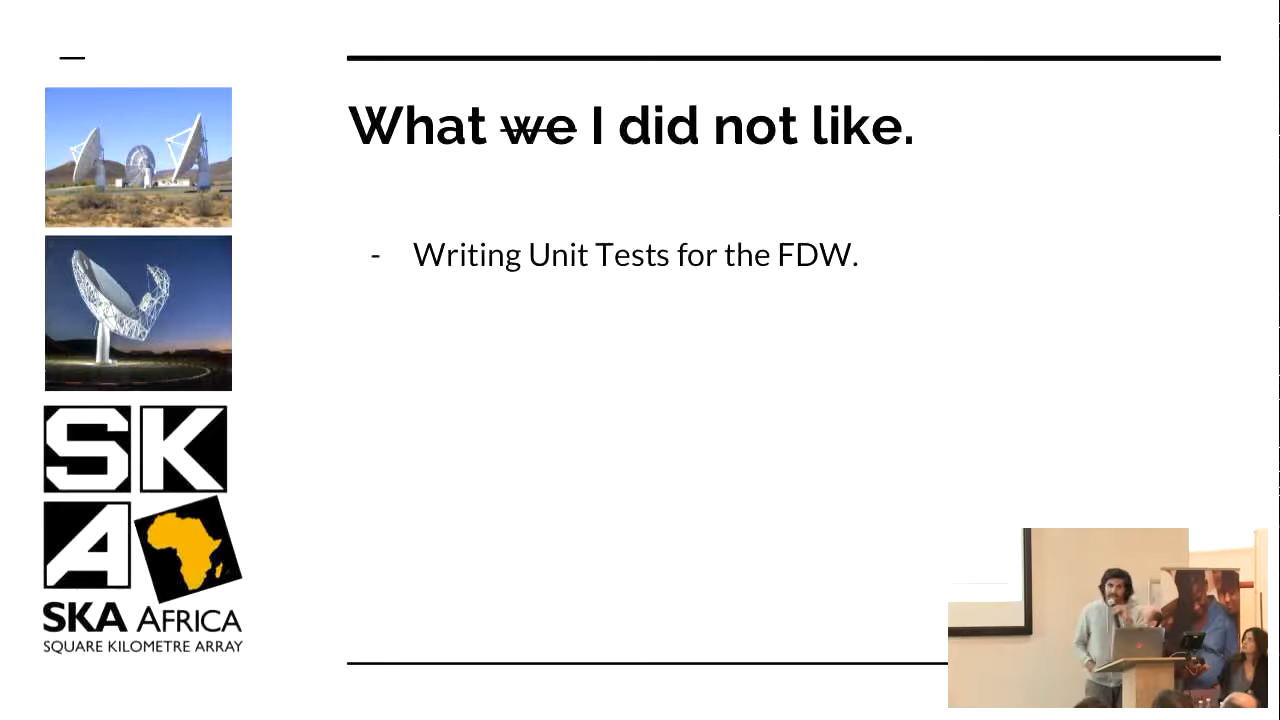 What we I did not like.
- Writing Unit Tests for the FDW.
SK
A
SKA AFRICA
SQUARE KILOMETRE ARRAY